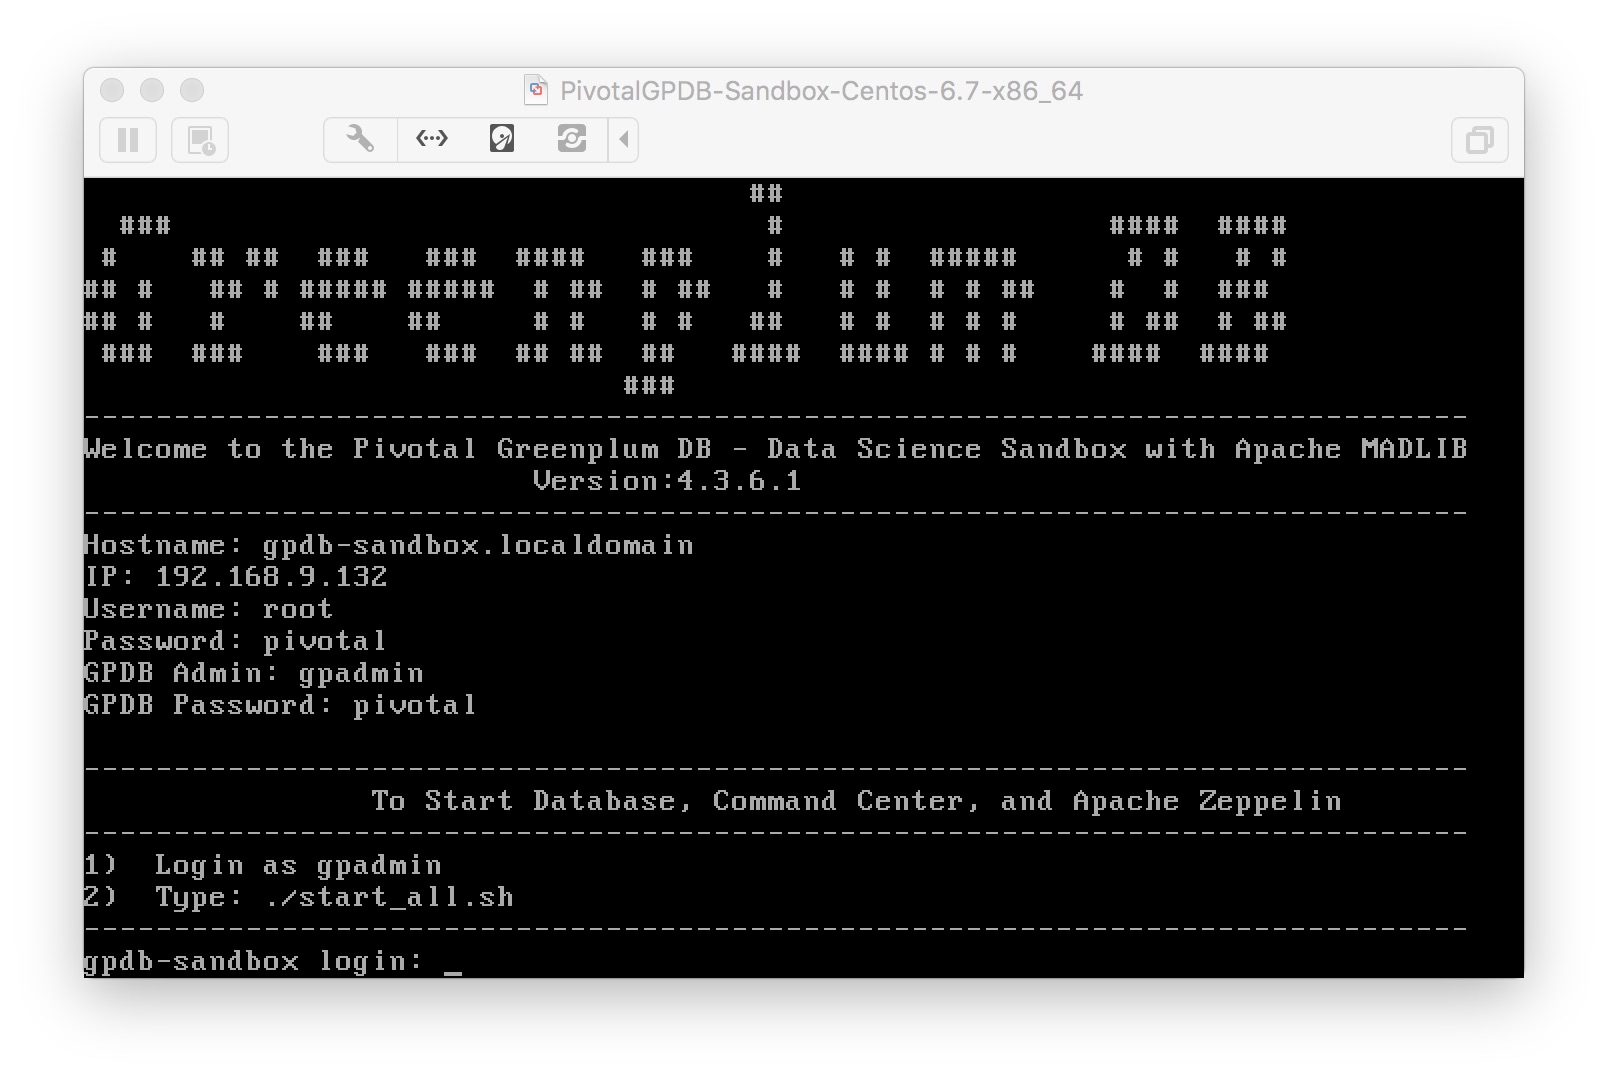 PivotalGPDB-Sandbox-Centos-6.7-x86_64
Greenplum DB
-----------------------------------------------------------------------------
Welcome to the Pivotal Greenplum DB - Data Science Sandbox with Apache MADLIB
Version:4.3.6.1
-----------------------------------------------------------------------------
Hostname: gpdb-sandbox.localdomain
IP: 192.168.9.132
Username: root
Password: pivotal
GPDB Admin: gpadmin
GPDB Password: pivotal
-----------------------------------------------------------------------------
To Start Database, Command Center, and Apache Zeppelin
-----------------------------------------------------------------------------
1)  Login as gpadmin
2)  Type: ./start_all.sh
-----------------------------------------------------------------------------
gpdb-sandbox login: _